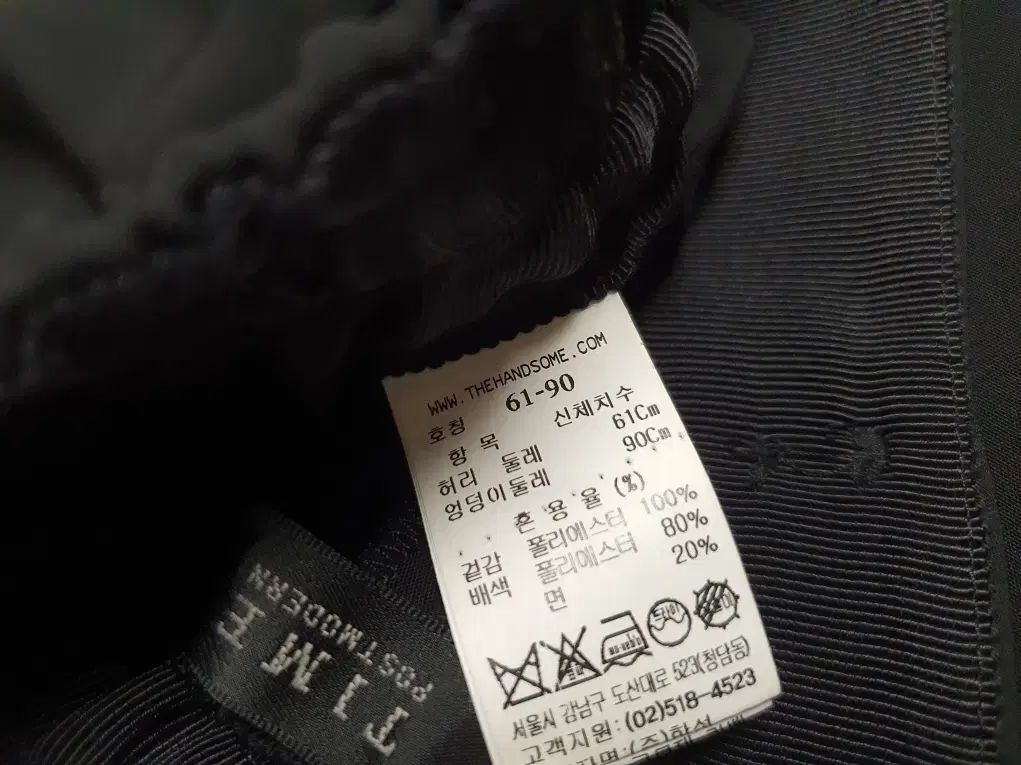 WWW.THEHANDSOME.COM
호칭 61-90
항 목 신체치수
허리 둘레 61Cm
엉덩이둘레 90Cm
혼 용 율 (%)
겉감 폴리에스터 100%
배색 폴리에스터 80%
면 20%
드라이
서울시 강남구 도산대로 523(청담동)
고객지원:(02)518-4523
TIME
POSTMODERN